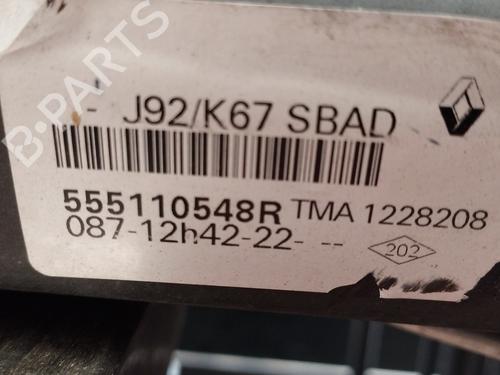 - J92/K67 SBAD
555110548R TMA 1228208
087-12h42-22- --
202
B-PARTS